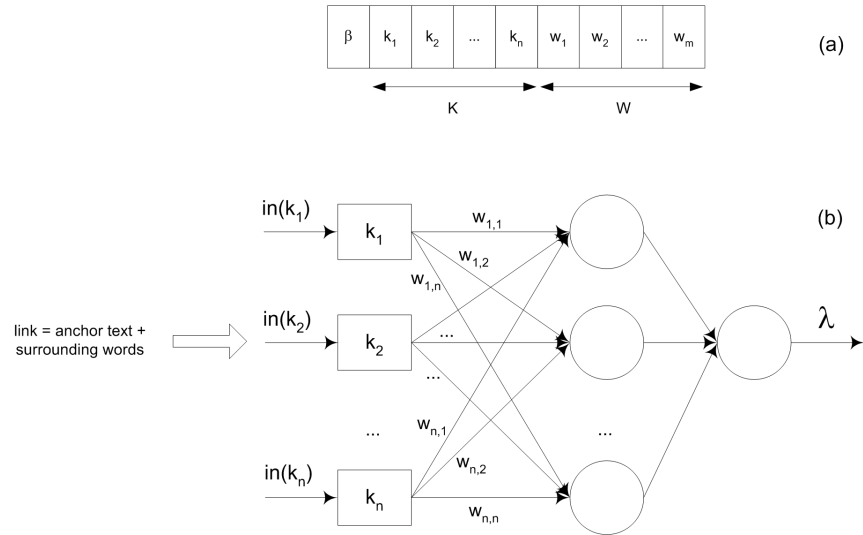 β k₁ k₂ ... kₙ w₁ w₂ ... wₘ
(a)
K W
(b)
in(k₁) k₁ w₁,₁
w₁,₂
w₁,ₙ
link = anchor text +
surrounding words
in(k₂) k₂ ...
...
λ
... wₙ,₁ ...
wₙ,₂
in(kₙ) kₙ
wₙ,ₙ